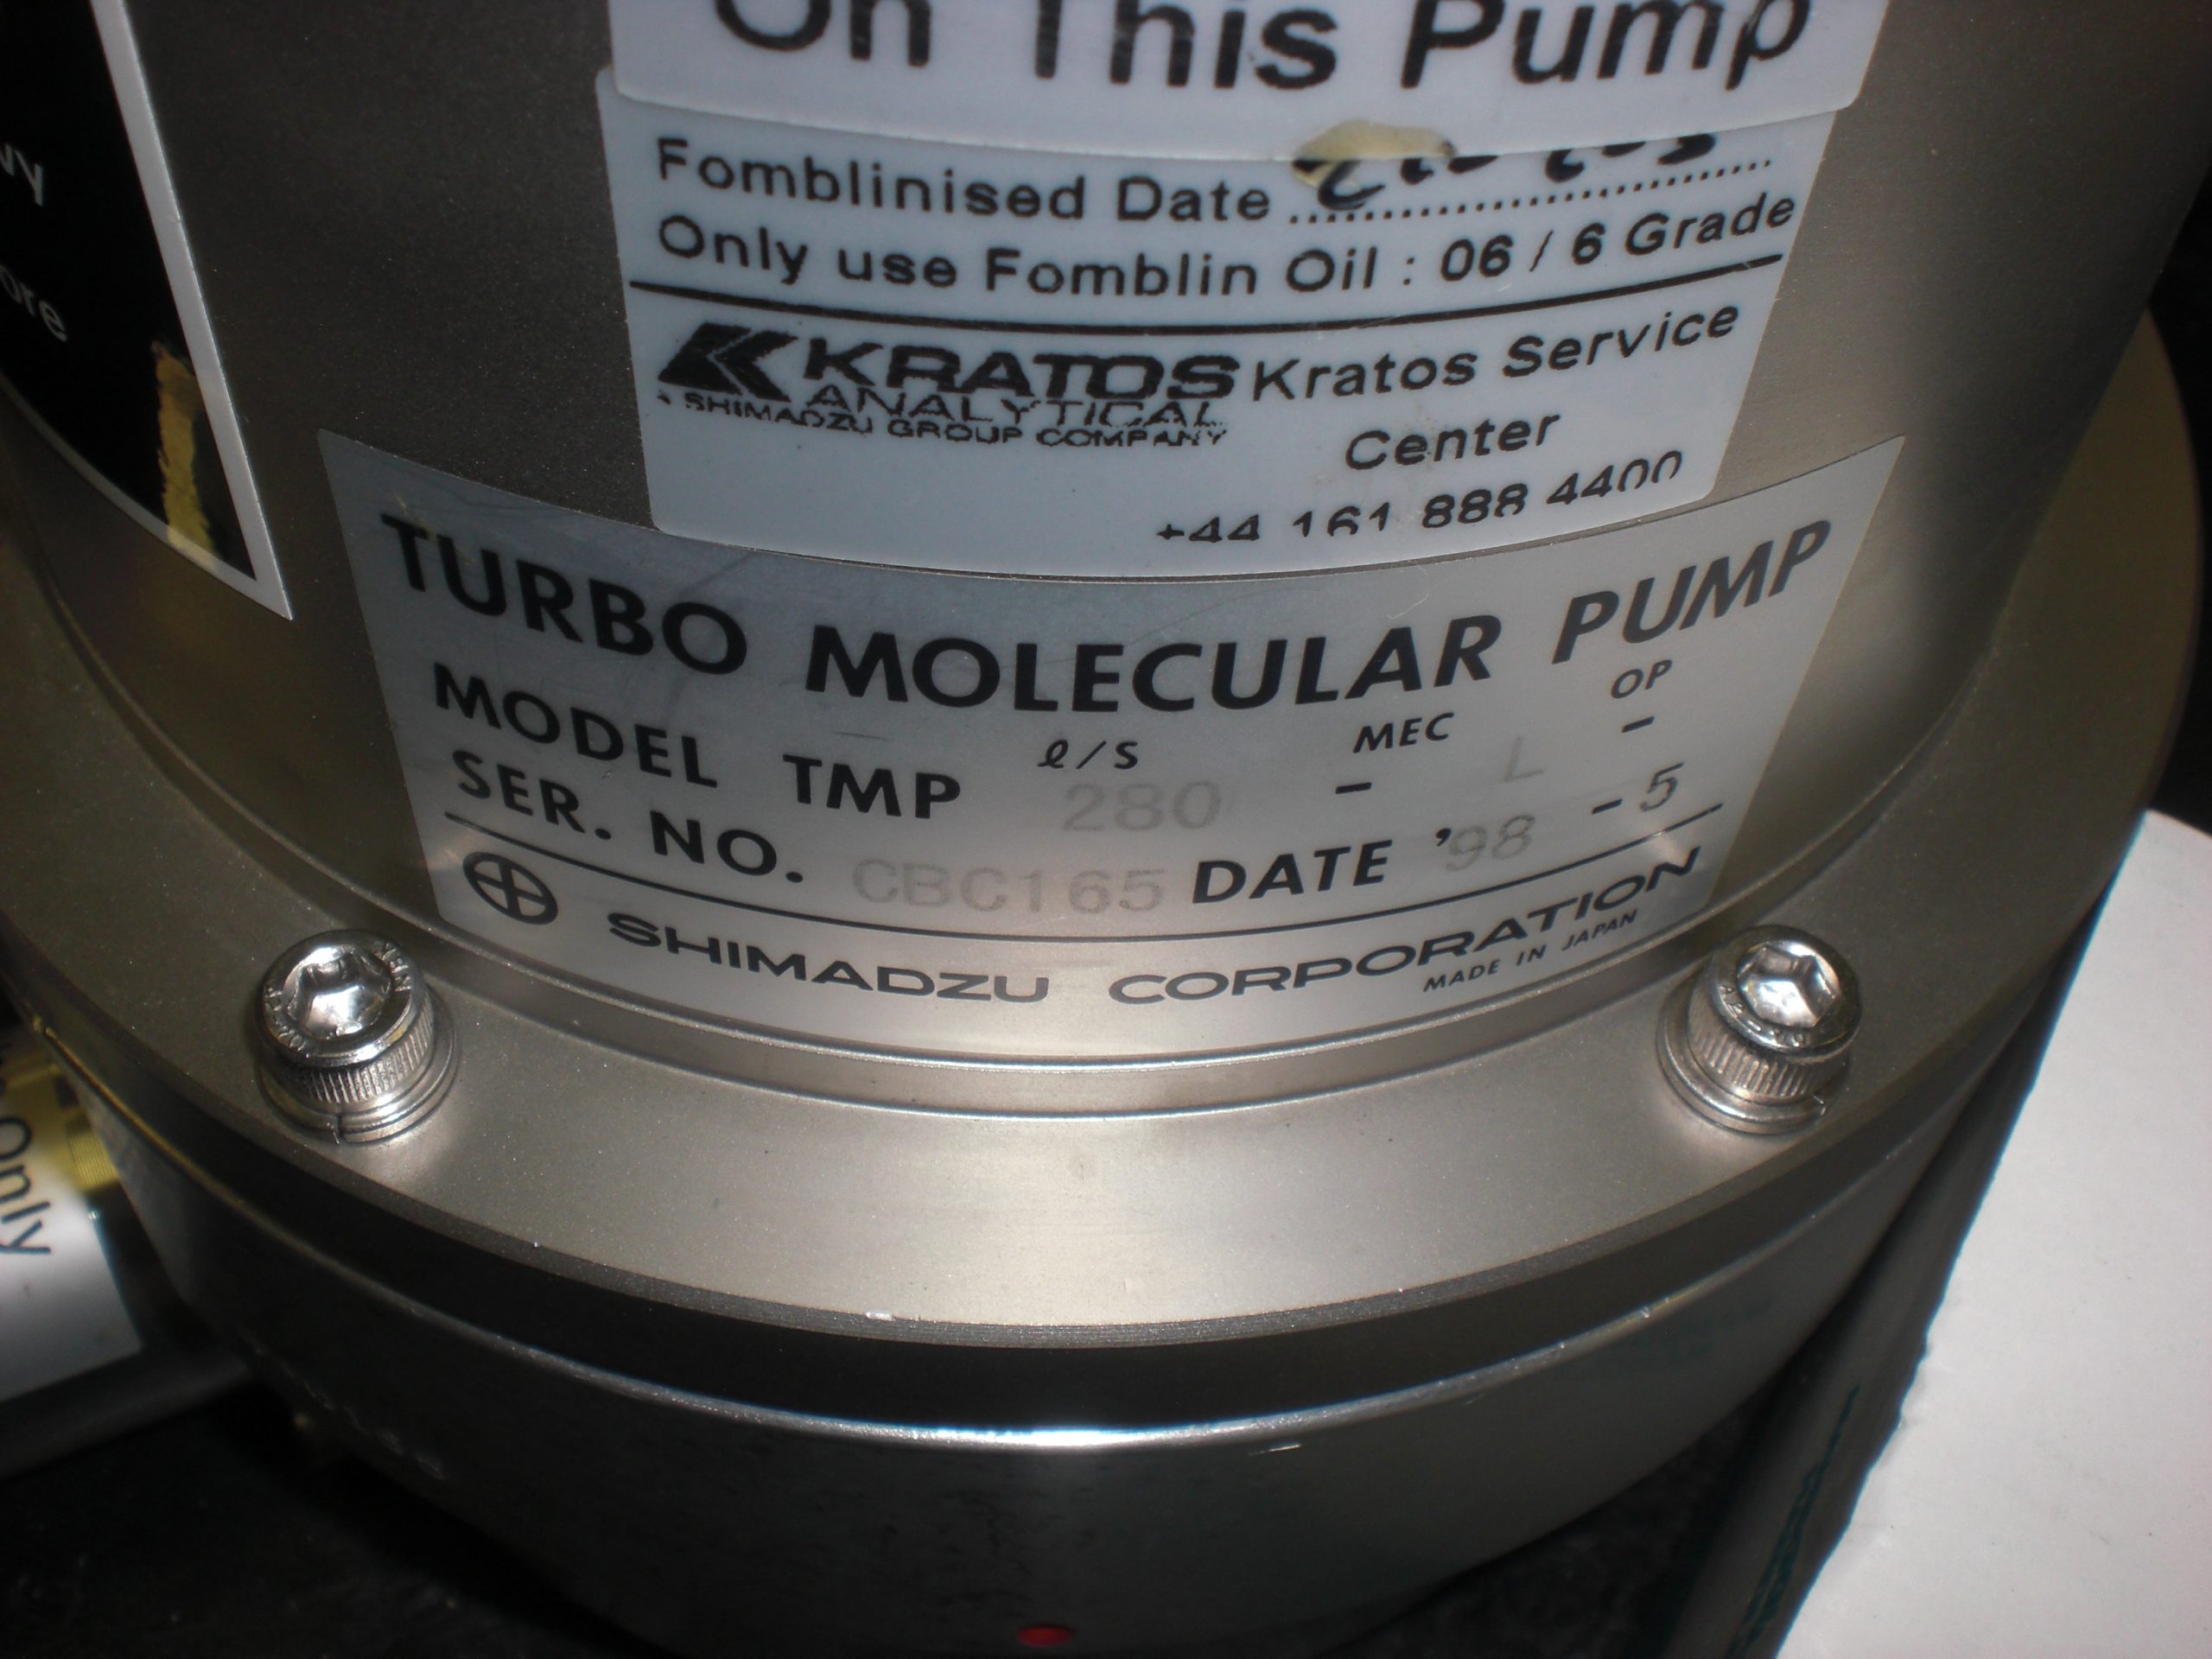 On This Pump
Fomblinised Date
Only use Fomblin Oil : 06 / 6 Grade
KRATOS
ANALYTICAL
A SHIMADZU GROUP COMPANY
Kratos Service
Center
+44 161 888 4400
TURBO MOLECULAR PUMP
ℓ/S MEC OP
MODEL TMP 280 - L -
SER. NO. CBC165 DATE '98 - 5
SHIMADZU CORPORATION
MADE IN JAPAN
Only